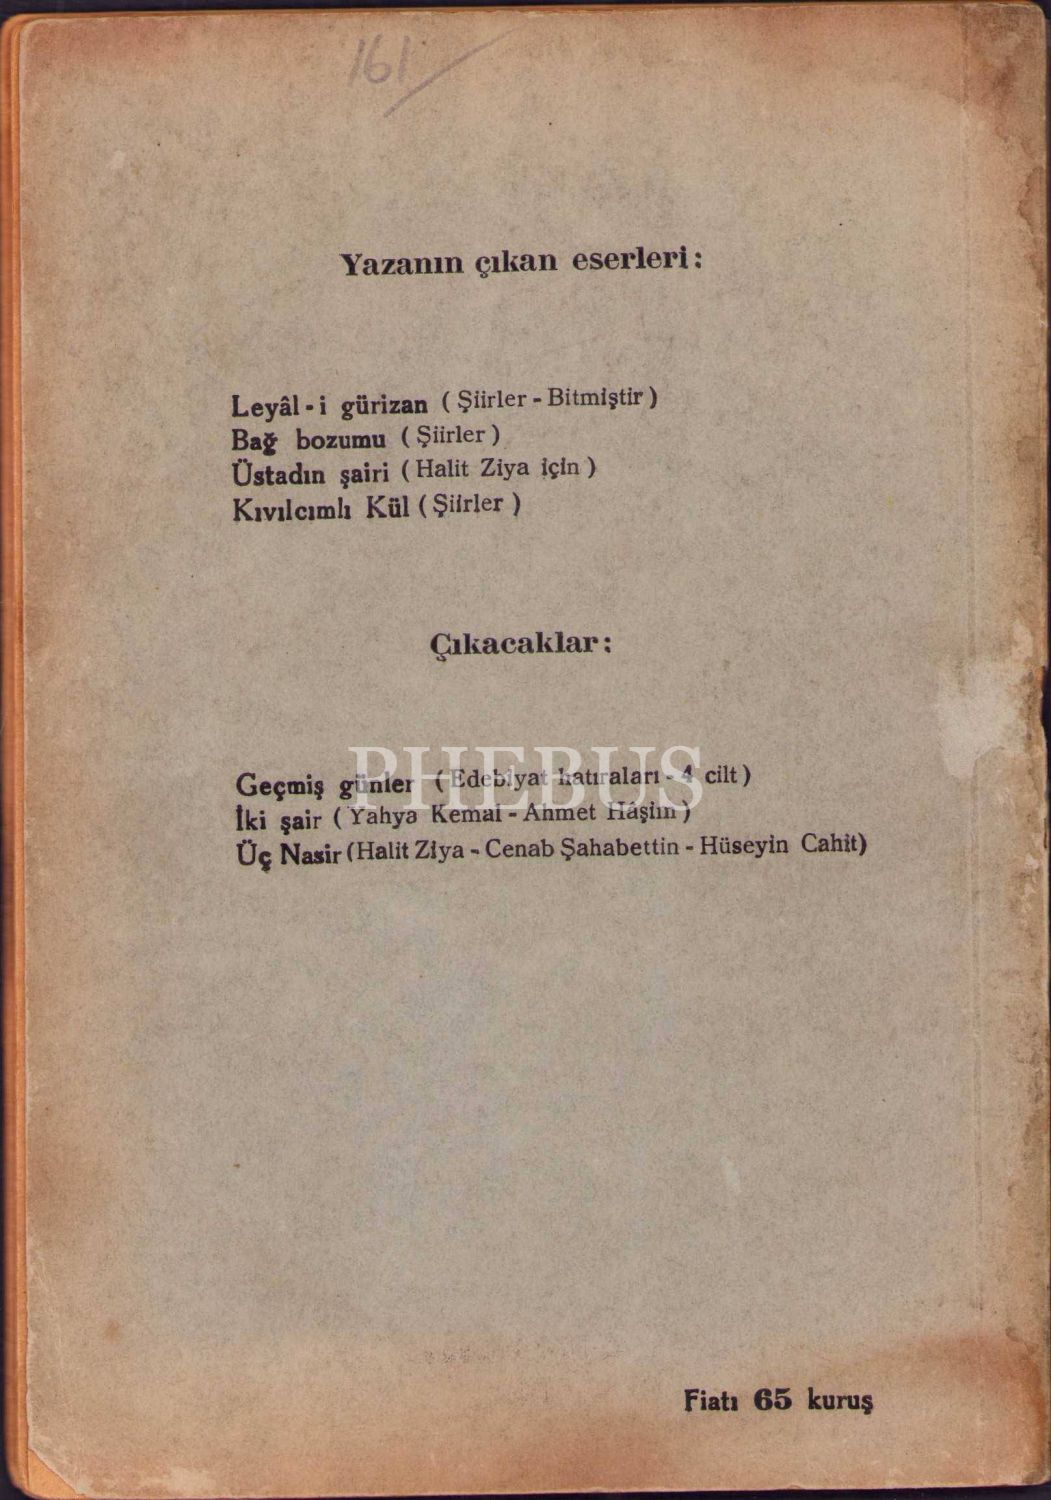 161
Yazanın çıkan eserleri:
Leyâl-i gürizan (Şiirler - Bitmiştir)
Bağ bozumu (Şiirler)
Üstadın şairi (Halit Ziya için)
Kıvılcımlı Kül (Şiirler)
Çıkacaklar:
PHEBUS
Geçmiş günler (Edebiyat hatıraları - 4 cilt)
İki şair (Yahya Kemal - Ahmet Hâşim)
Üç Nasir (Halit Ziya - Cenab Şahabettin - Hüseyin Cahit)
Fiatı 65 kuruş